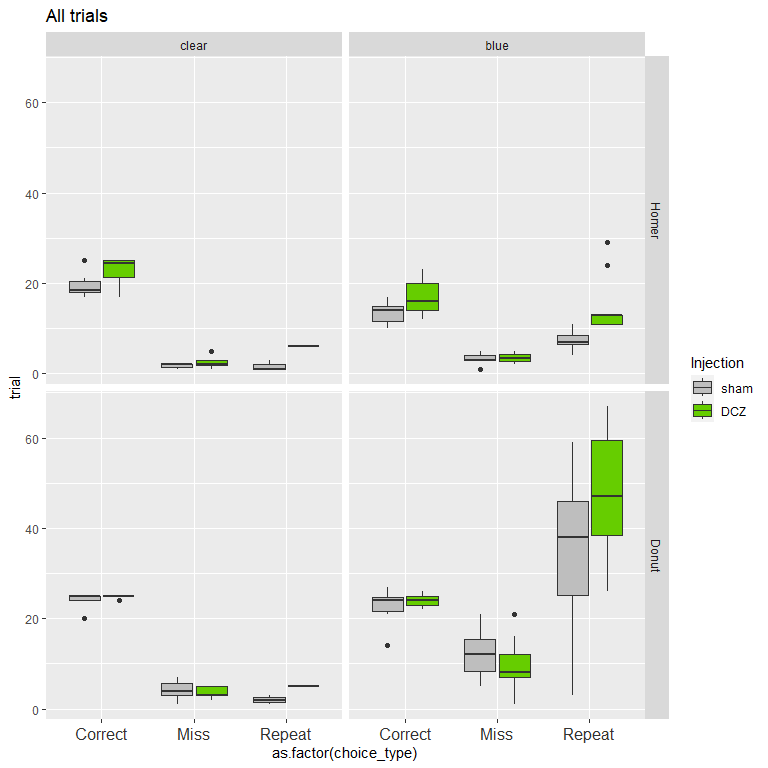 All trials
clear
blue
60
40
20
0
Homer
60
40
20
0
Donut
trial
Correct
Miss
Repeat
Correct
Miss
Repeat
as.factor(choice_type)
Injection
sham
DCZ